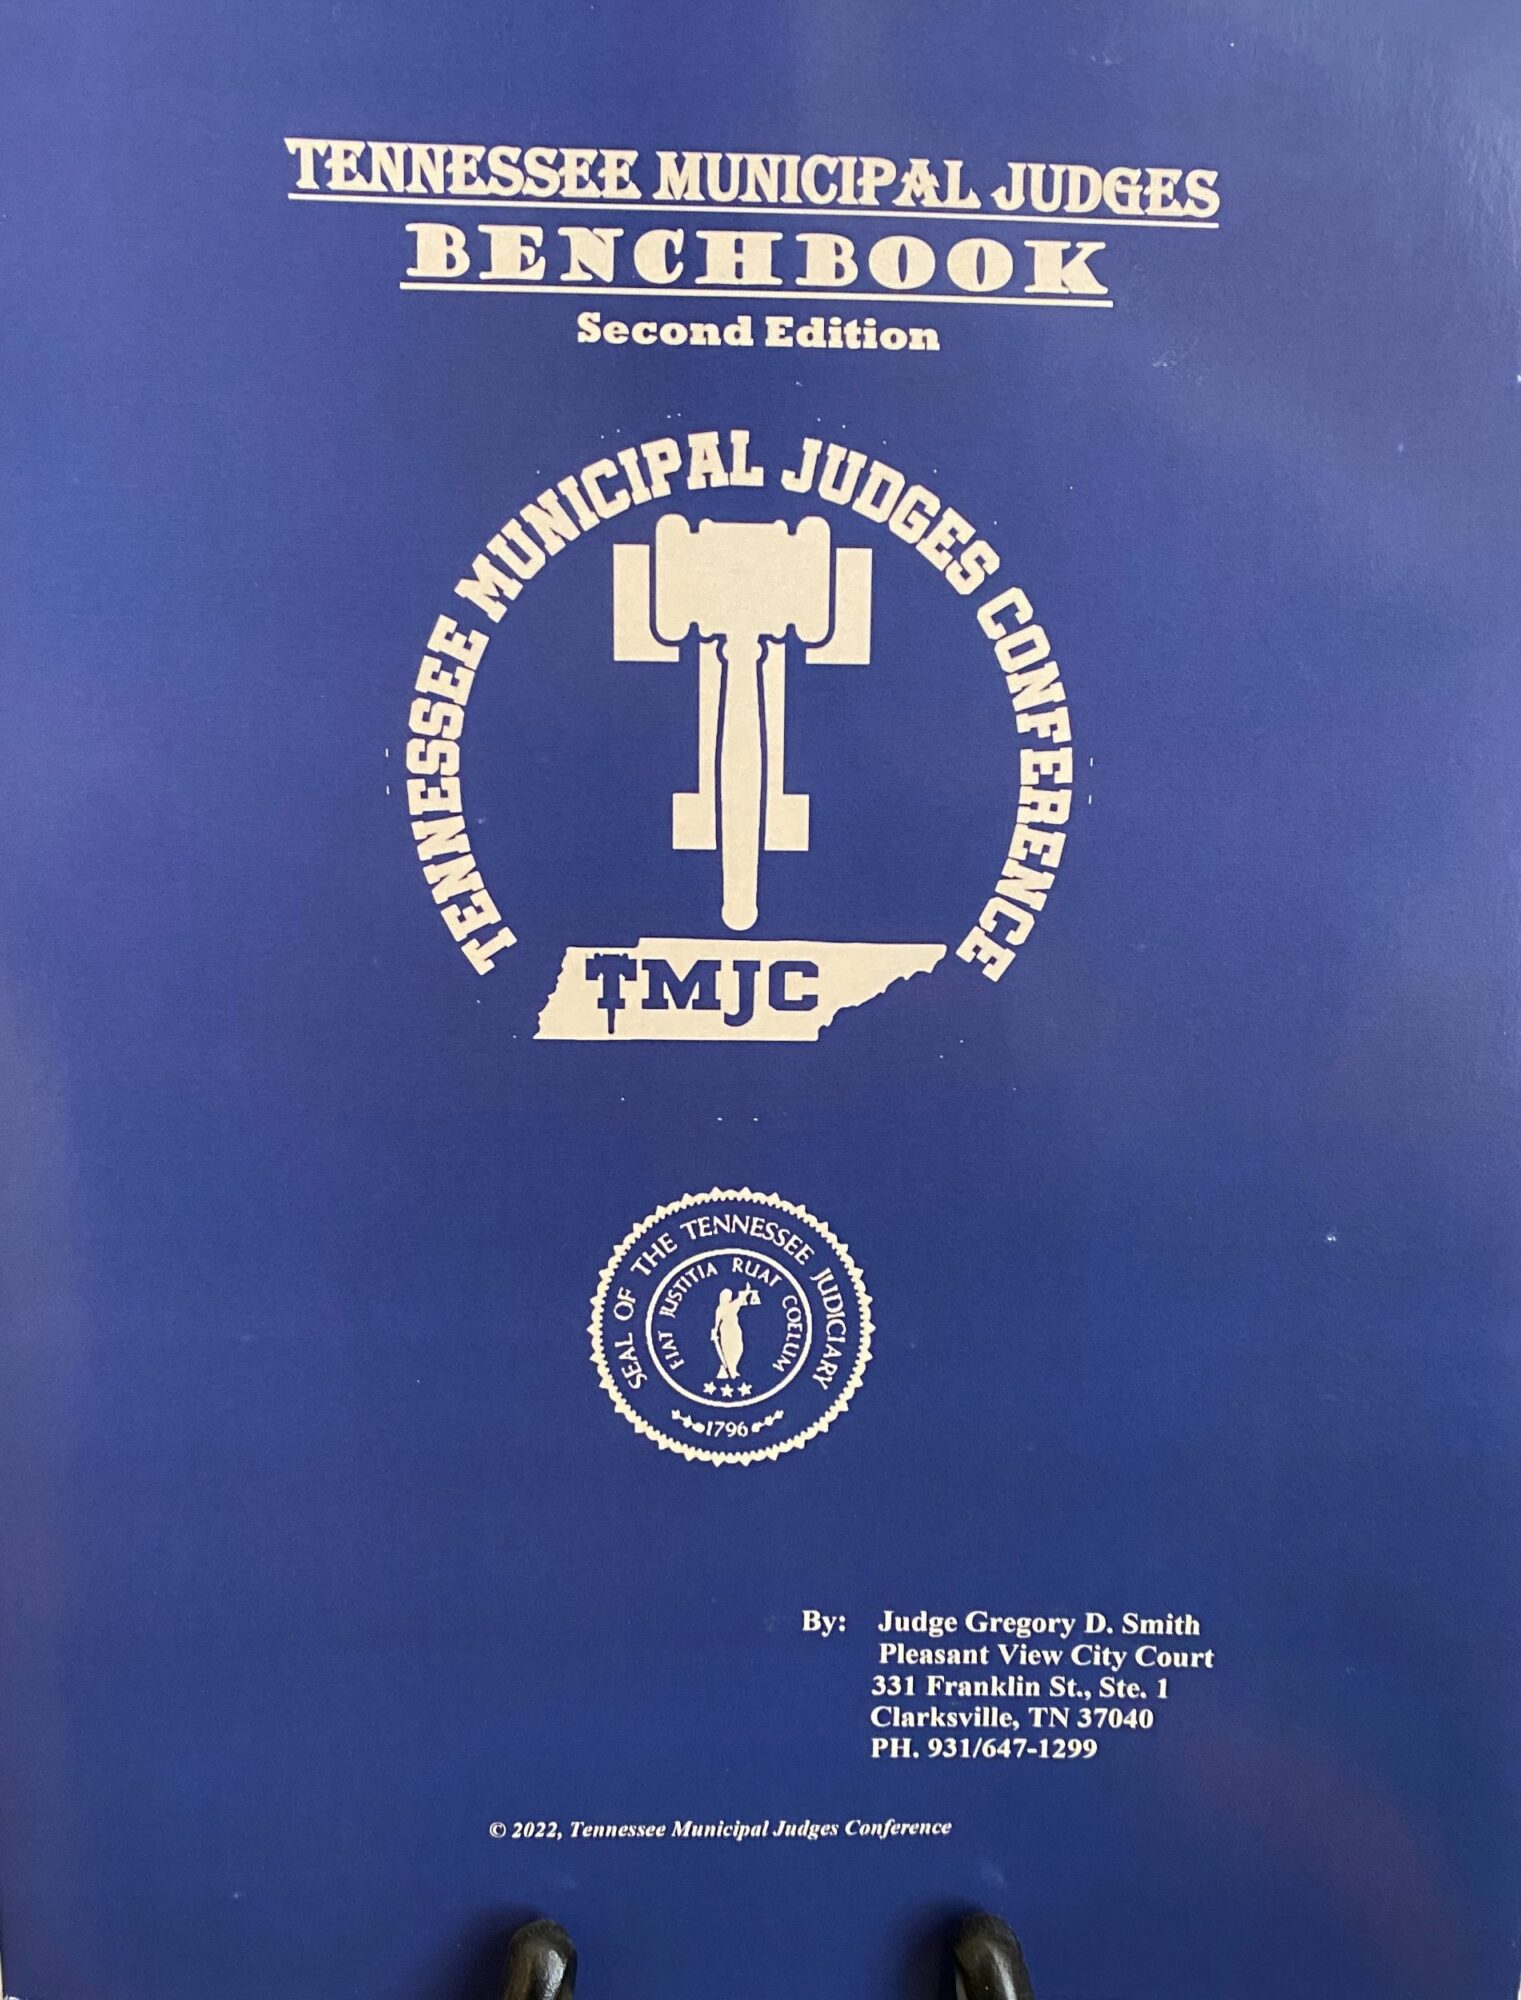 TENNESSEE MUNICIPAL JUDGES
BENCHBOOK
Second Edition
TENNESSEE MUNICIPAL JUDGES CONFERENCE
TMJC
SEAL OF THE TENNESSEE JUDICIARY
FIAT JUSTITIA RUAT COELUM
1796
By: Judge Gregory D. Smith
Pleasant View City Court
331 Franklin St., Ste. 1
Clarksville, TN 37040
PH. 931/647-1299
© 2022, Tennessee Municipal Judges Conference